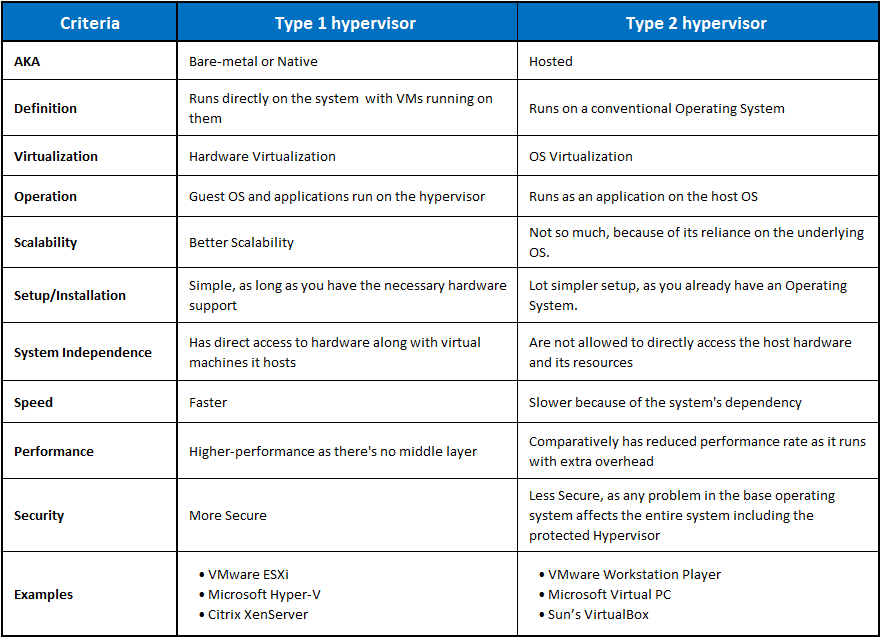 Criteria
Type 1 hypervisor
Type 2 hypervisor
AKA
Bare-metal or Native
Hosted
Definition
Runs directly on the system with VMs running on
them
Runs on a conventional Operating System
Virtualization
Hardware Virtualization
OS Virtualization
Operation
Guest OS and applications run on the hypervisor
Runs as an application on the host OS
Scalability
Better Scalability
Not so much, because of its reliance on the underlying
OS.
Setup/Installation
Simple, as long as you have the necessary hardware
support
Lot simpler setup, as you already have an Operating
System.
System Independence
Has direct access to hardware along with virtual
machines it hosts
Are not allowed to directly access the host hardware
and its resources
Speed
Faster
Slower because of the system's dependency
Performance
Higher-performance as there's no middle layer
Comparatively has reduced performance rate as it runs
with extra overhead
Security
More Secure
Less Secure, as any problem in the base operating
system affects the entire system including the
protected Hypervisor
Examples
• VMware ESXi
• Microsoft Hyper-V
• Citrix XenServer
• VMware Workstation Player
• Microsoft Virtual PC
• Sun’s VirtualBox